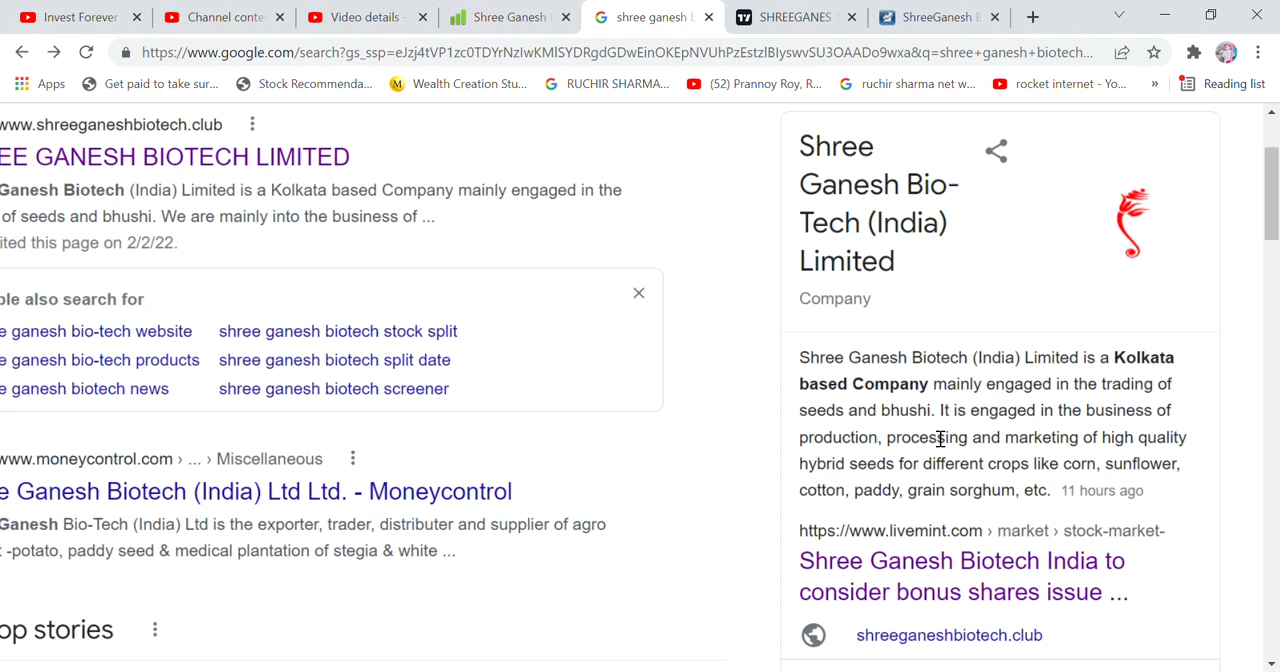 Invest Forever
Channel conte
Video details -
Shree Ganesh
shree ganesh b
SHREEGANES
ShreeGanesh B
https://www.google.com/search?gs_ssp=eJzj4tVP1zc0TDYrNzIwKMlSYDRgdGDwEinOKEpNVUhPzEstzlBIyswvSU3OAADo9wxa&q=shree+ganesh+biotech...
Apps
Get paid to take sur...
Stock Recommenda...
Wealth Creation Stu...
RUCHIR SHARMA...
(52) Prannoy Roy, R...
ruchir sharma net w...
rocket internet - Yo...
»
Reading list
www.shreeganeshbiotech.club
EE GANESH BIOTECH LIMITED
Ganesh Biotech (India) Limited is a Kolkata based Company mainly engaged in the
of seeds and bhushi. We are mainly into the business of ...
ited this page on 2/2/22.
ple also search for
e ganesh bio-tech website
shree ganesh biotech stock split
e ganesh bio-tech products
shree ganesh biotech split date
e ganesh biotech news
shree ganesh biotech screener
www.moneycontrol.com › ... › Miscellaneous
e Ganesh Biotech (India) Ltd Ltd. - Moneycontrol
Ganesh Bio-Tech (India) Ltd is the exporter, trader, distributer and supplier of agro
: -potato, paddy seed & medical plantation of stegia & white ...
op stories
Shree
Ganesh Bio-
Tech (India)
Limited
Company
Shree Ganesh Biotech (India) Limited is a Kolkata
based Company mainly engaged in the trading of
seeds and bhushi. It is engaged in the business of
production, processing and marketing of high quality
hybrid seeds for different crops like corn, sunflower,
cotton, paddy, grain sorghum, etc. 11 hours ago
https://www.livemint.com › market › stock-market-
Shree Ganesh Biotech India to
consider bonus shares issue ...
shreeganeshbiotech.club